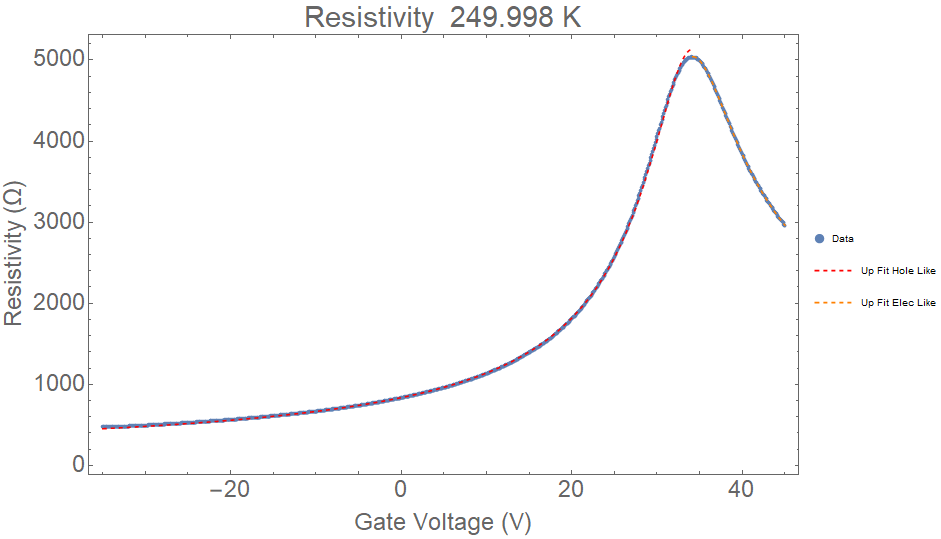 Resistivity 249.998 K
5000
4000
3000
2000
1000
0
Resistivity (Ω)
−20 0 20 40
Gate Voltage (V)
Data
Up Fit Hole Like
Up Fit Elec Like